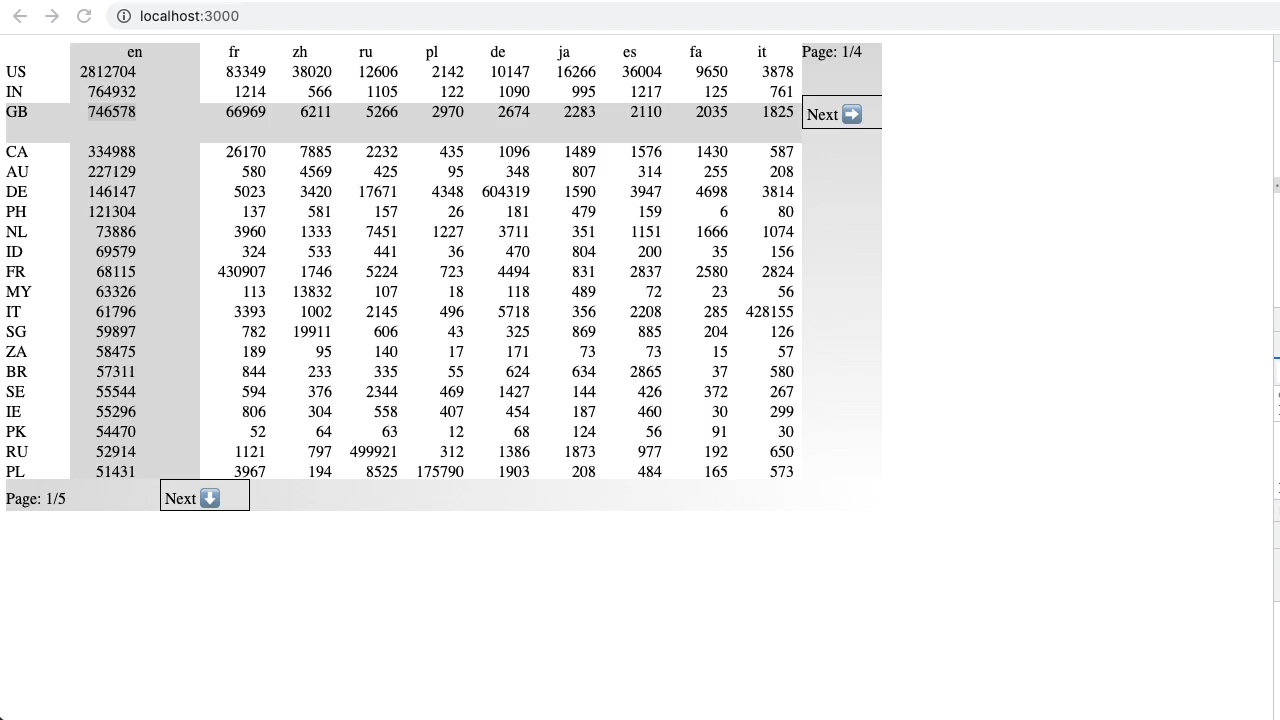 localhost:3000
en fr zh ru pl de ja es fa it Page: 1/4
US 2812704 83349 38020 12606 2142 10147 16266 36004 9650 3878
IN 764932 1214 566 1105 122 1090 995 1217 125 761
GB 746578 66969 6211 5266 2970 2674 2283 2110 2035 1825 Next ➡️
CA 334988 26170 7885 2232 435 1096 1489 1576 1430 587
AU 227129 580 4569 425 95 348 807 314 255 208
DE 146147 5023 3420 17671 4348 604319 1590 3947 4698 3814
PH 121304 137 581 157 26 181 479 159 6 80
NL 73886 3960 1333 7451 1227 3711 351 1151 1666 1074
ID 69579 324 533 441 36 470 804 200 35 156
FR 68115 430907 1746 5224 723 4494 831 2837 2580 2824
MY 63326 113 13832 107 18 118 489 72 23 56
IT 61796 3393 1002 2145 496 5718 356 2208 285 428155
SG 59897 782 19911 606 43 325 869 885 204 126
ZA 58475 189 95 140 17 171 73 73 15 57
BR 57311 844 233 335 55 624 634 2865 37 580
SE 55544 594 376 2344 469 1427 144 426 372 267
IE 55296 806 304 558 407 454 187 460 30 299
PK 54470 52 64 63 12 68 124 56 91 30
RU 52914 1121 797 499921 312 1386 1873 977 192 650
PL 51431 3967 194 8525 175790 1903 208 484 165 573
Page: 1/5 Next ⬇️